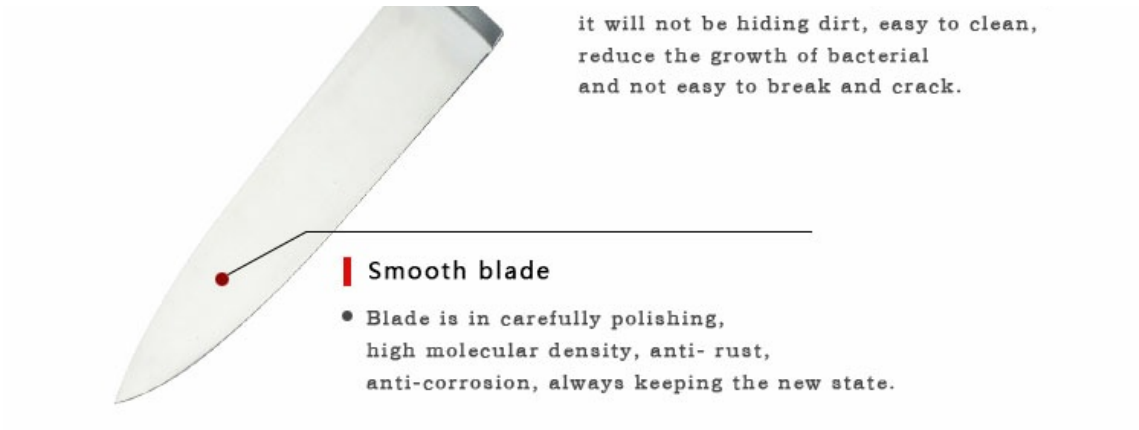 it will not be hiding dirt, easy to clean,
reduce the growth of bacterial
and not easy to break and crack.
Smooth blade
Blade is in carefully polishing,
high molecular density, anti- rust,
anti-corrosion, always keeping the new state.